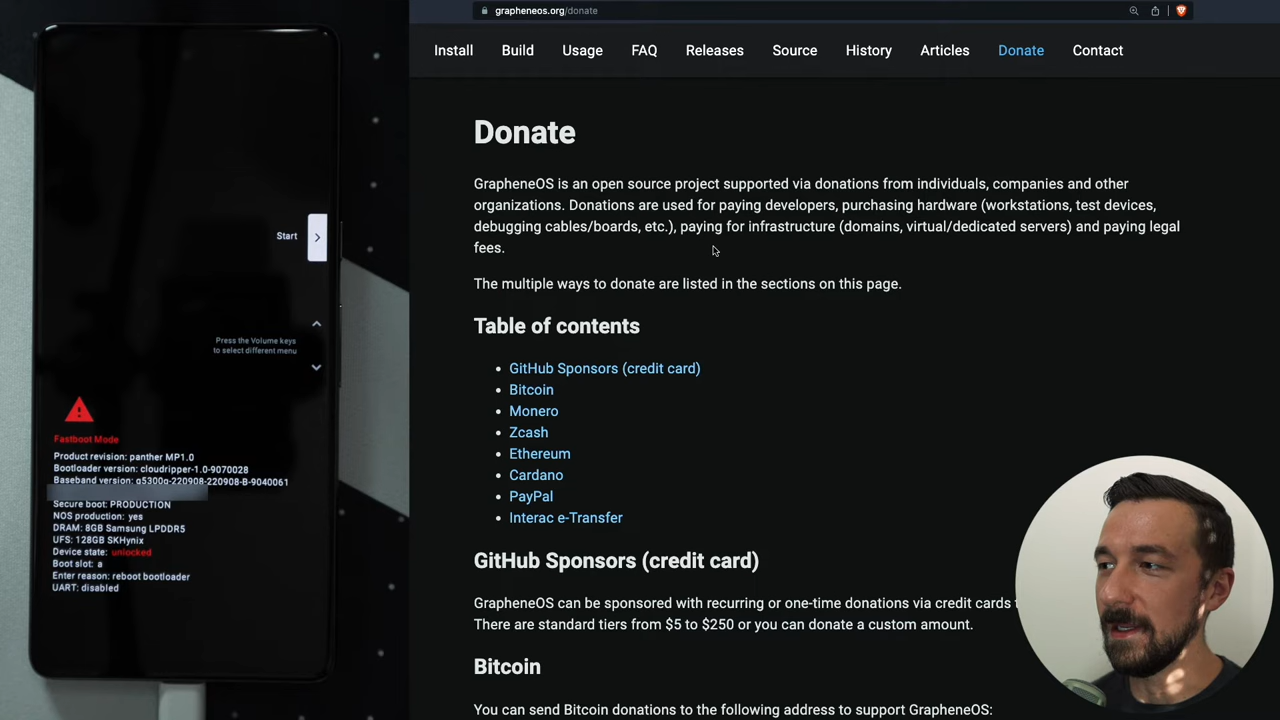 Start
Press the Volume keys
to select different menu
Fastboot Mode
Product revision: panther MP1.0
Bootloader version: cloudripper-1.0-9070028
Baseband version: g5300g-220908-220908-B-9040061
Secure boot: PRODUCTION
NOS production: yes
DRAM: 8GB Samsung LPDDR5
UFS: 128GB SKHynix
Device state: unlocked
Boot slot: a
Enter reason: reboot bootloader
UART: disabled
grapheneos.org/donate
Install Build Usage FAQ Releases Source History Articles Donate Contact
Donate
GrapheneOS is an open source project supported via donations from individuals, companies and other
organizations. Donations are used for paying developers, purchasing hardware (workstations, test devices,
debugging cables/boards, etc.), paying for infrastructure (domains, virtual/dedicated servers) and paying legal
fees.
The multiple ways to donate are listed in the sections on this page.
Table of contents
• GitHub Sponsors (credit card)
• Bitcoin
• Monero
• Zcash
• Ethereum
• Cardano
• PayPal
• Interac e-Transfer
GitHub Sponsors (credit card)
GrapheneOS can be sponsored with recurring or one-time donations via credit cards
There are standard tiers from $5 to $250 or you can donate a custom amount.
Bitcoin
You can send Bitcoin donations to the following address to support GrapheneOS: